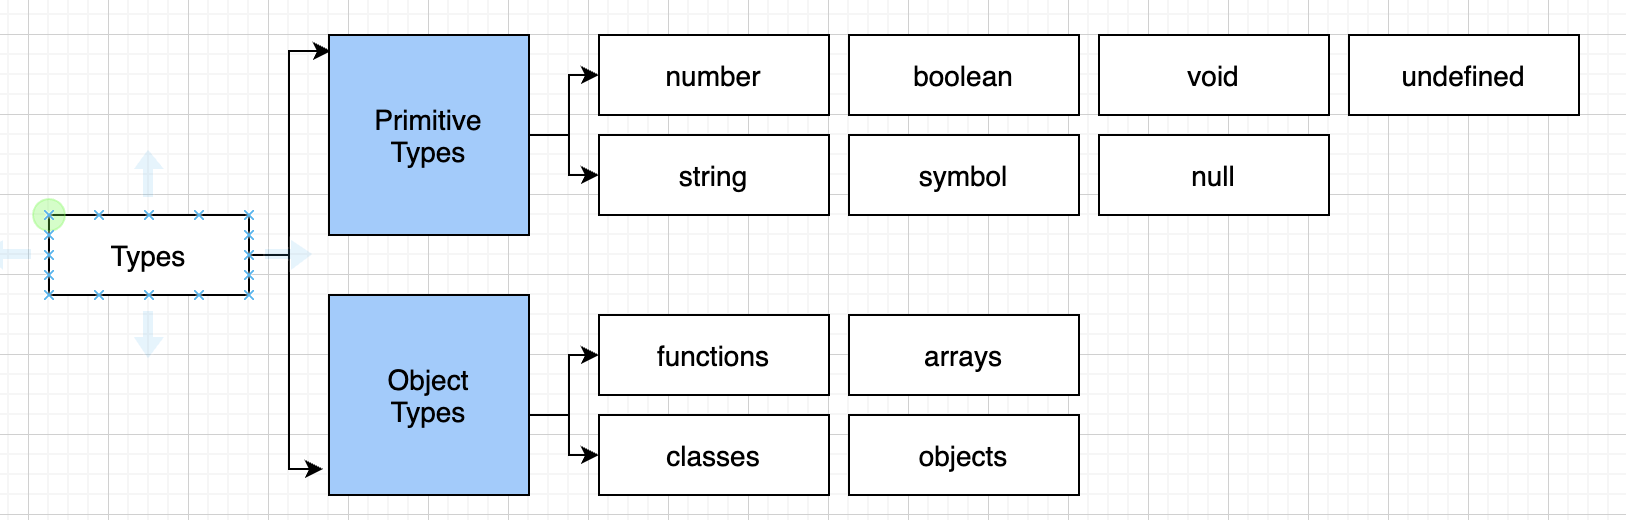 Types
Primitive
Types
number
boolean
void
undefined
string
symbol
null
Object
Types
functions
arrays
classes
objects